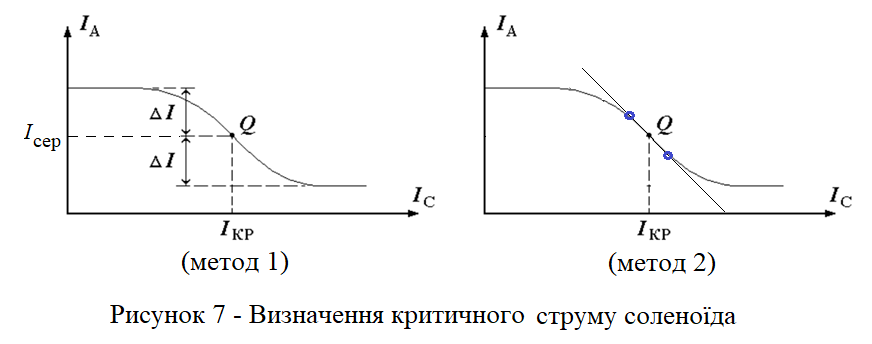 I_A
ΔI
Q
I_сер
ΔI
I_C
I_КР
(метод 1)
I_A
Q
I_C
I_КР
(метод 2)
Рисунок 7 - Визначення критичного струму соленоїда